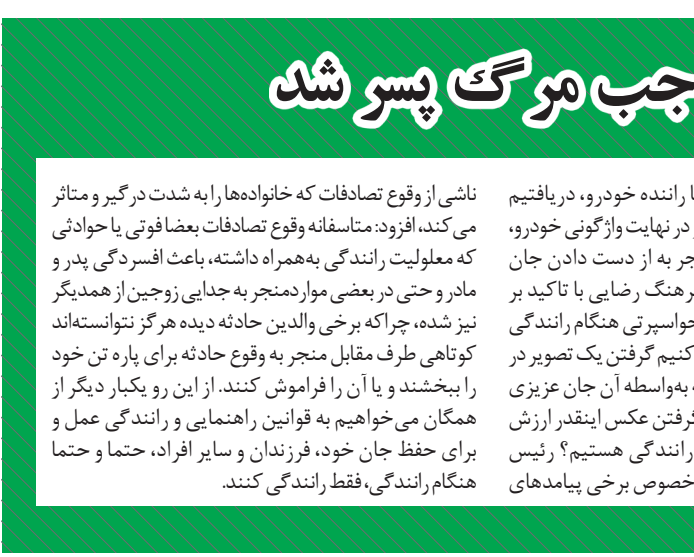 مرگ پسر شد
راننده خودرو، دریافتیم
در نهایت واژگونی خودرو،
به از دست دادن جان
رضایی با تاکید بر
هنگام رانندگی
کنیم گرفتن یک تصویر در
به‌واسطه آن جان عزیزی
عکس اینقدر ارزش
رانندگی هستیم؟ رئیس
خصوص برخی پیامدهای
ناشی از وقوع تصادفات که خانواده‌ها را به شدت درگیر و متاثر
می‌کند، افزود: متاسفانه وقوع تصادفات بعضا فوتی یا حوادثی
که معلولیت رانندگی به‌همراه داشته، باعث افسردگی پدر و
مادر و حتی در بعضی مواردمنجر به جدایی زوجین از همدیگر
نیز شده، چراکه برخی والدین حادثه دیده هرگز نتوانسته‌اند
کوتاهی طرف مقابل منجر به وقوع حادثه برای پاره تن خود
را ببخشند و یا آن را فراموش کنند. از این رو یکبار دیگر از
همگان می‌خواهیم به قوانین راهنمایی و رانندگی عمل و
برای حفظ جان خود، فرزندان و سایر افراد، حتما و حتما
هنگام رانندگی،فقط رانندگی کنند.